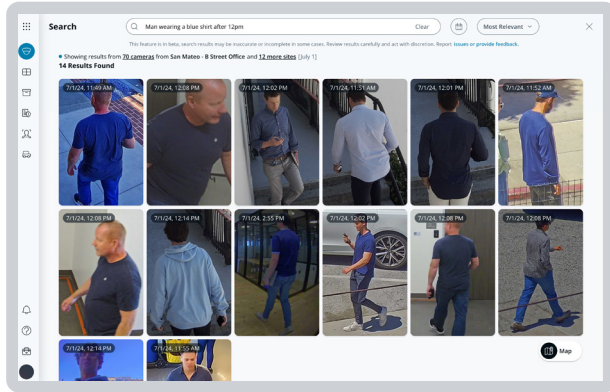 Search
Man wearing a blue shirt after 12pm
Clear
Most Relevant
This feature is in beta, search results may be inaccurate or incomplete in some cases. Review results carefully and act with discretion. Report issues or provide feedback.
Showing results from 70 cameras from San Mateo - B Street Office and 12 more sites [July 1]
14 Results Found
7/1/24, 11:49 AM
7/1/24, 12:08 PM
7/1/24, 12:02 PM
7/1/24, 11:51 AM
7/1/24, 12:01 PM
7/1/24, 11:52 AM
7/1/24, 12:08 PM
7/1/24, 12:14 PM
7/1/24, 2:55 PM
7/1/24, 12:02 PM
7/1/24, 12:08 PM
7/1/24, 12:08 PM
7/1/24, 12:14 PM
7/1/24, 11:55 AM
Map